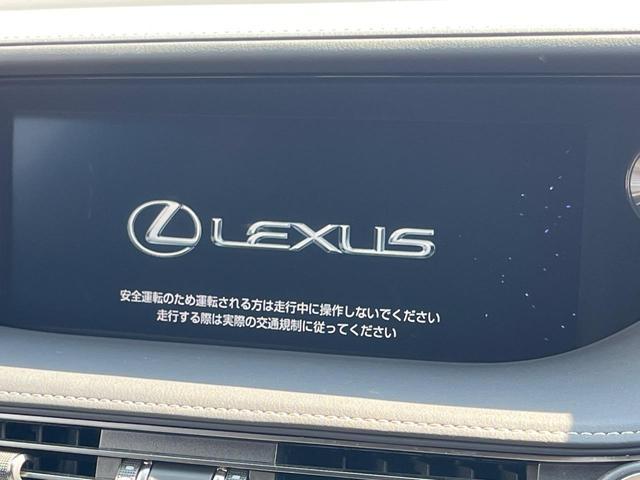 LEXUS
安全運転のため運転される方は走行中に操作しないでください
走行する際は実際の交通規制に従ってください